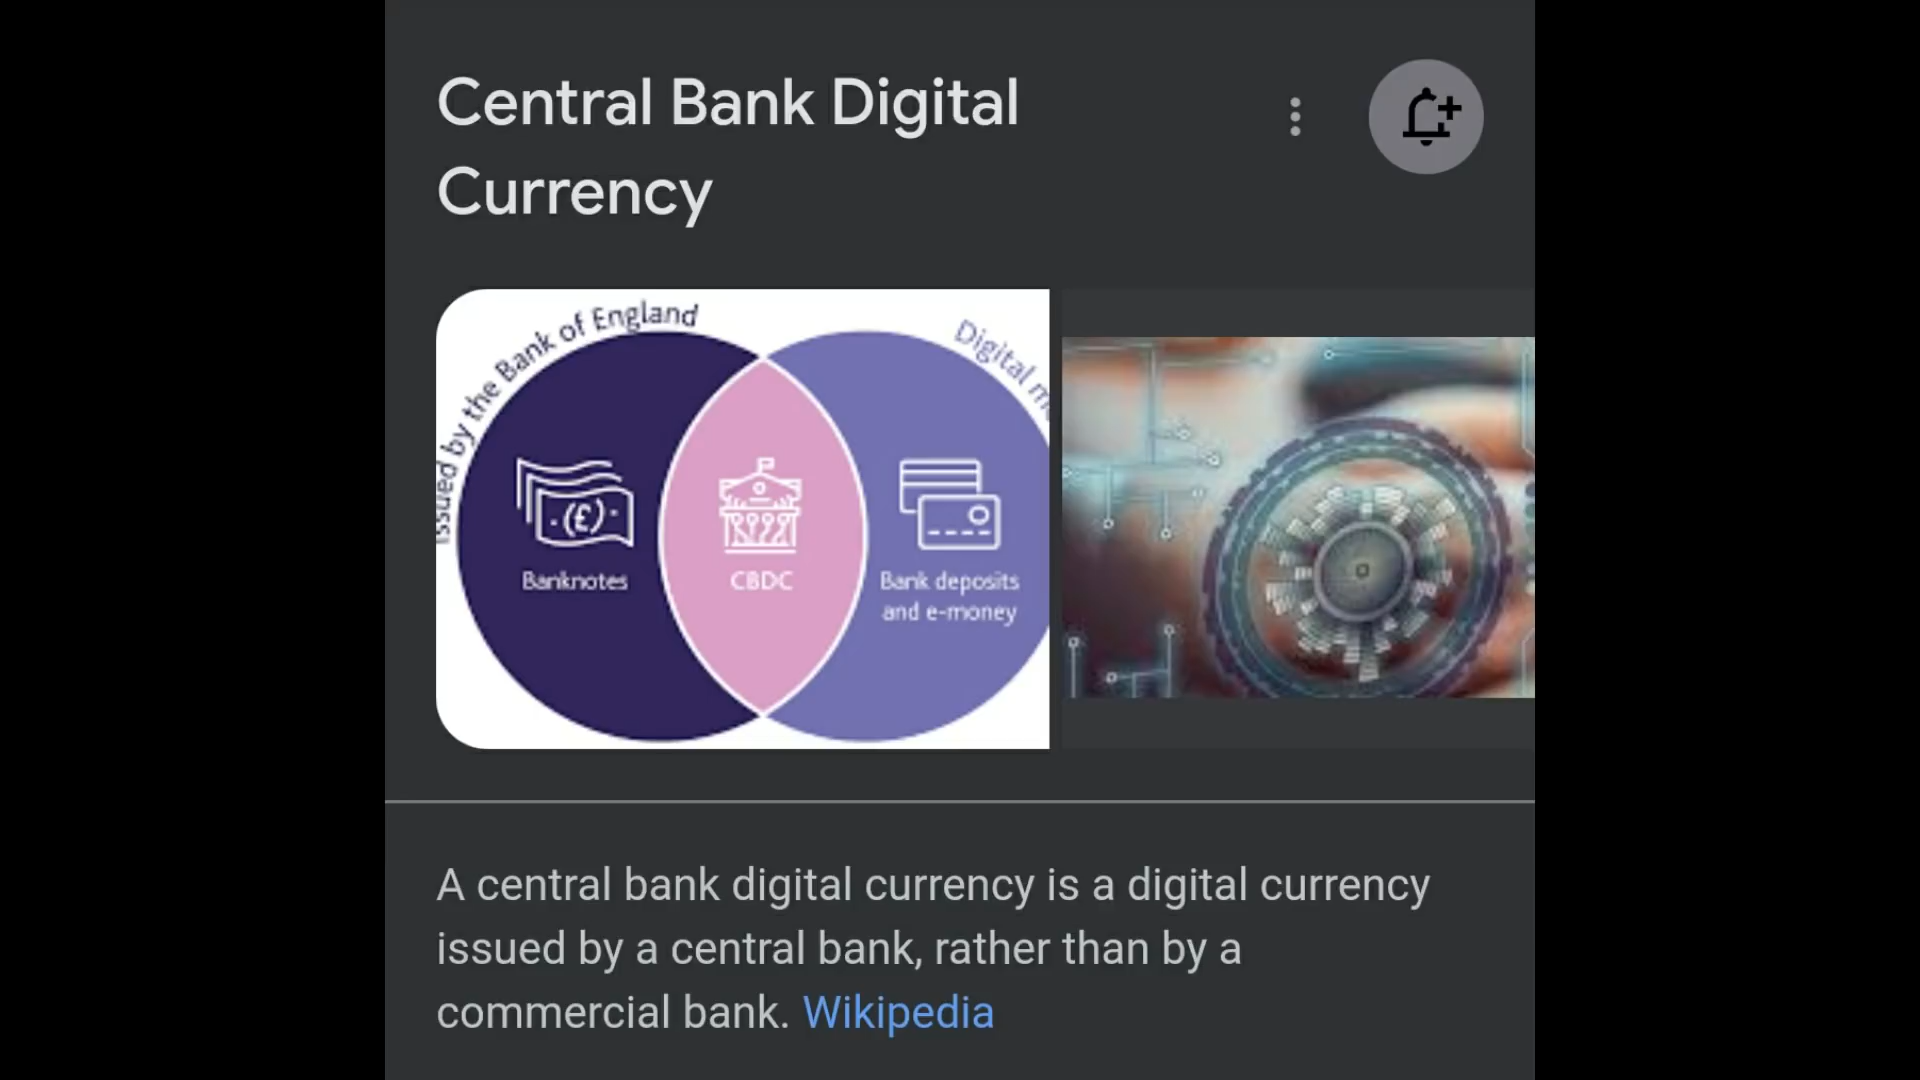 Central Bank Digital
Currency
issued by the Bank of England
Digital
Banknotes
CBDC
Bank deposits
and e-money
A central bank digital currency is a digital currency
issued by a central bank, rather than by a
commercial bank. Wikipedia